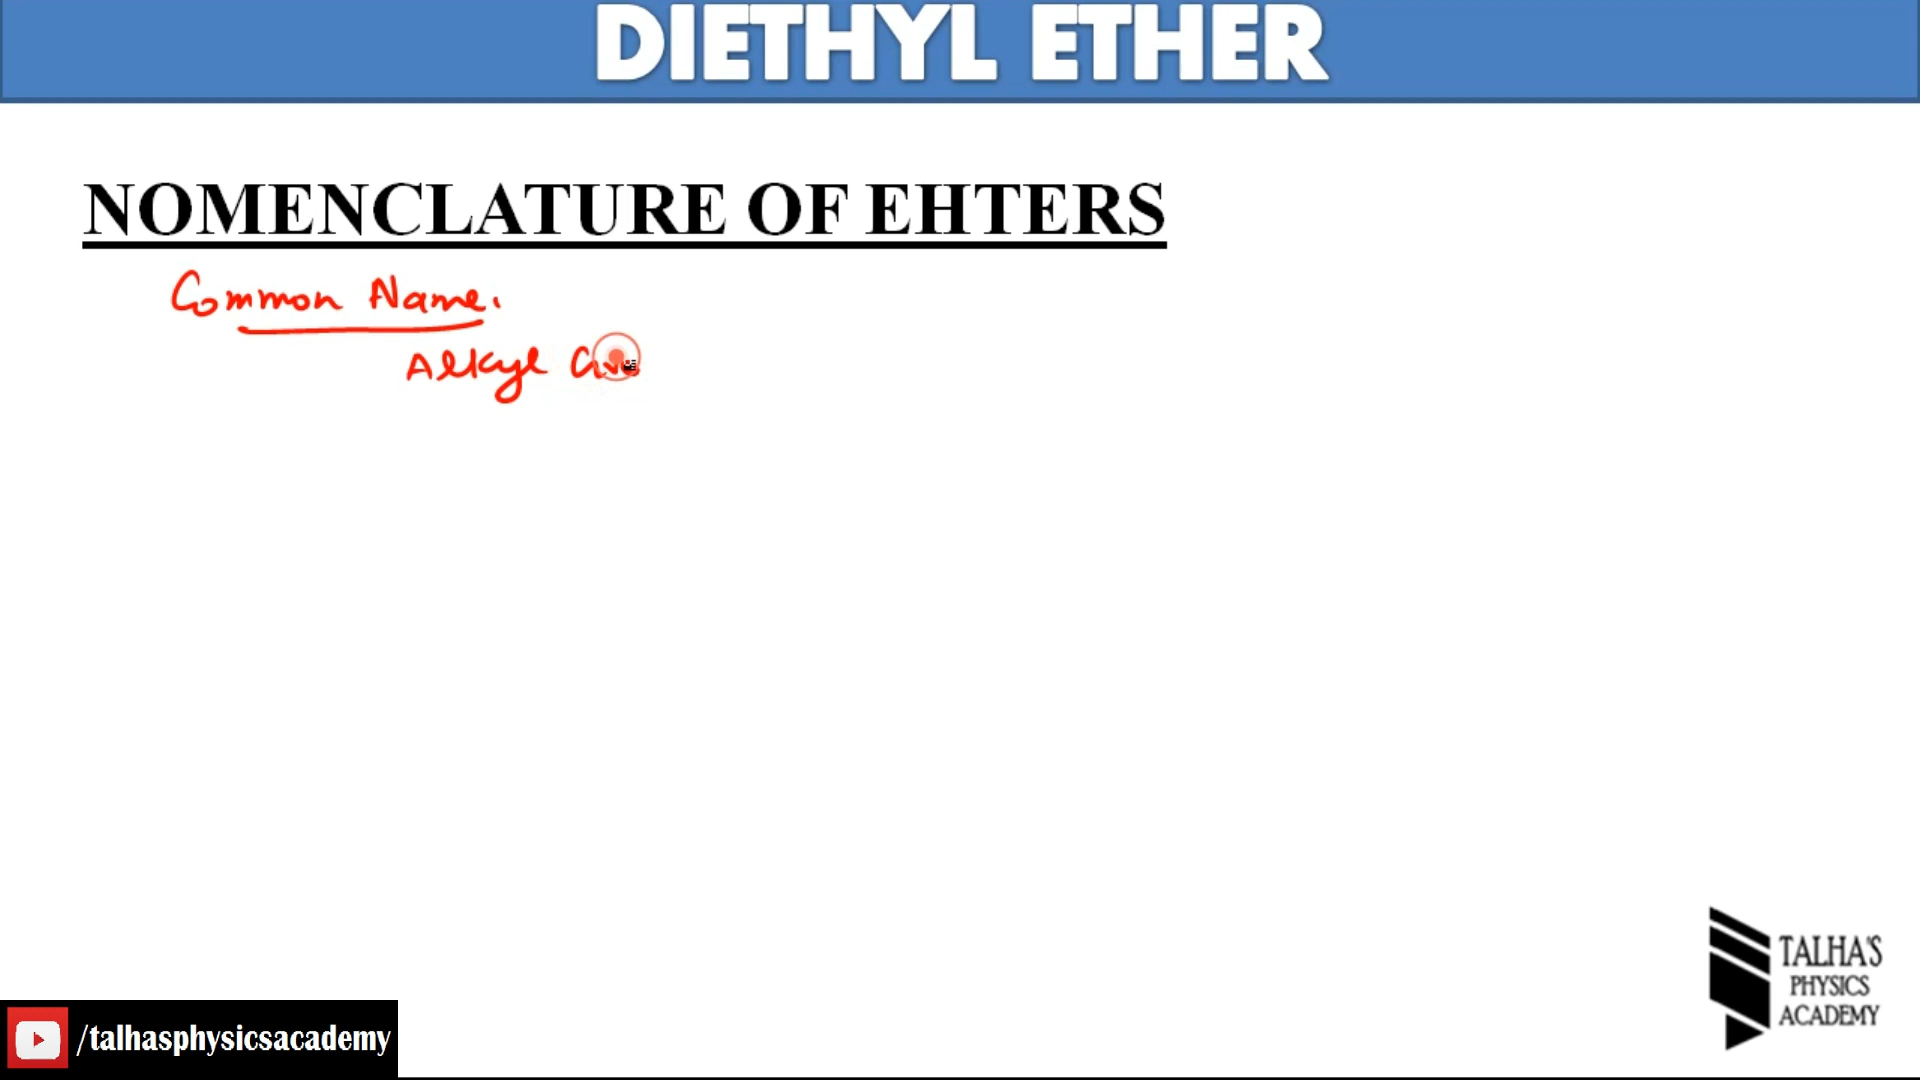 DIETHYL ETHER
NOMENCLATURE OF EHTERS
Common Name.
Alkyl
TALHA'S
PHYSICS
ACADEMY
/talhasphysicsacademy